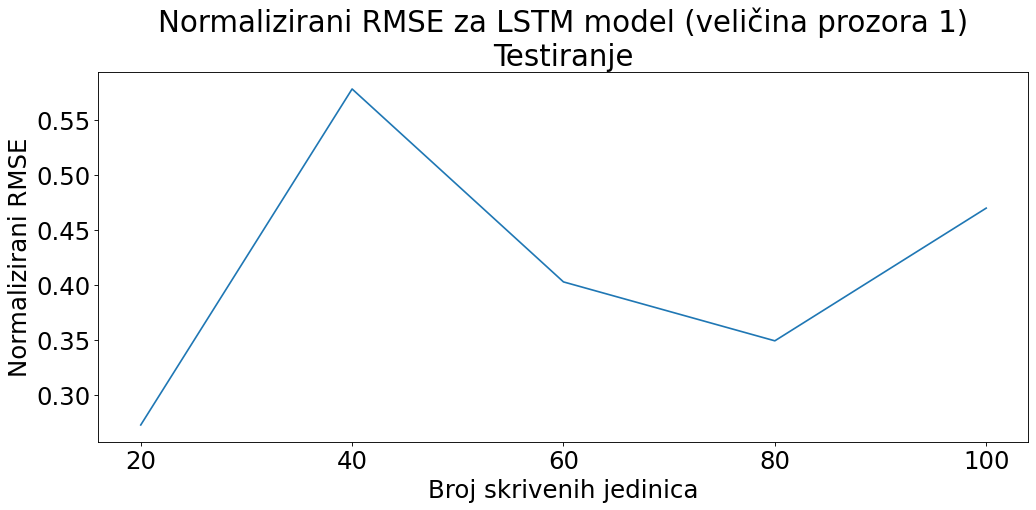 Normalizirani RMSE za LSTM model (veličina prozora 1)
Testiranje
Normalizirani RMSE
0.55
0.50
0.45
0.40
0.35
0.30
20 40 60 80 100
Broj skrivenih jedinica